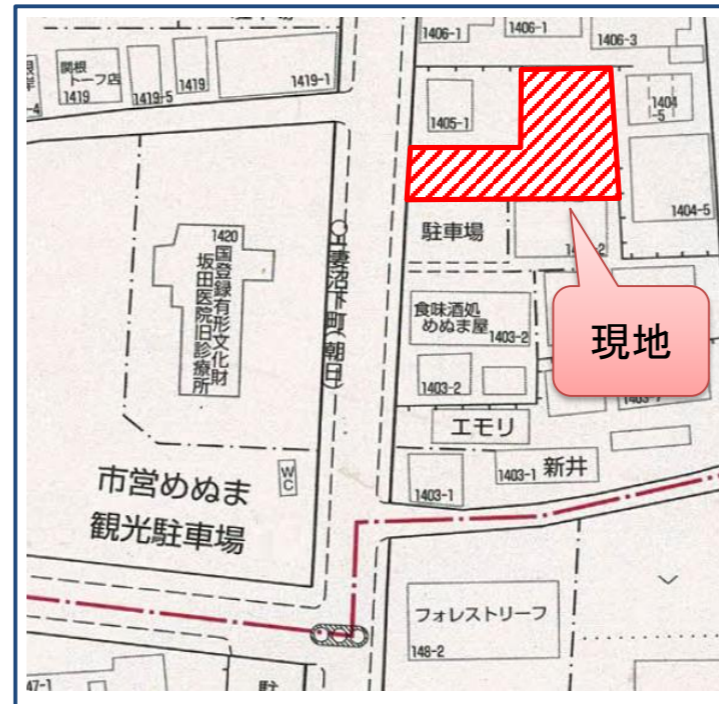 駐車場
1406-1
1406-1
1406-3
関根
トーフ店
1419
1419-5
1419
1419-1
1405-1
1404
-5
1404-5
1420
国登録有形文化財
坂田医院旧診療所
上妻沼下町(朝日)
駐車場
現地
食味酒処
めぬま屋
1403-2
1403-2
エモリ
1403-1
新井
1403-1
市営めぬま
観光駐車場
WC
フォレストリーフ
148-2
47-1
駐